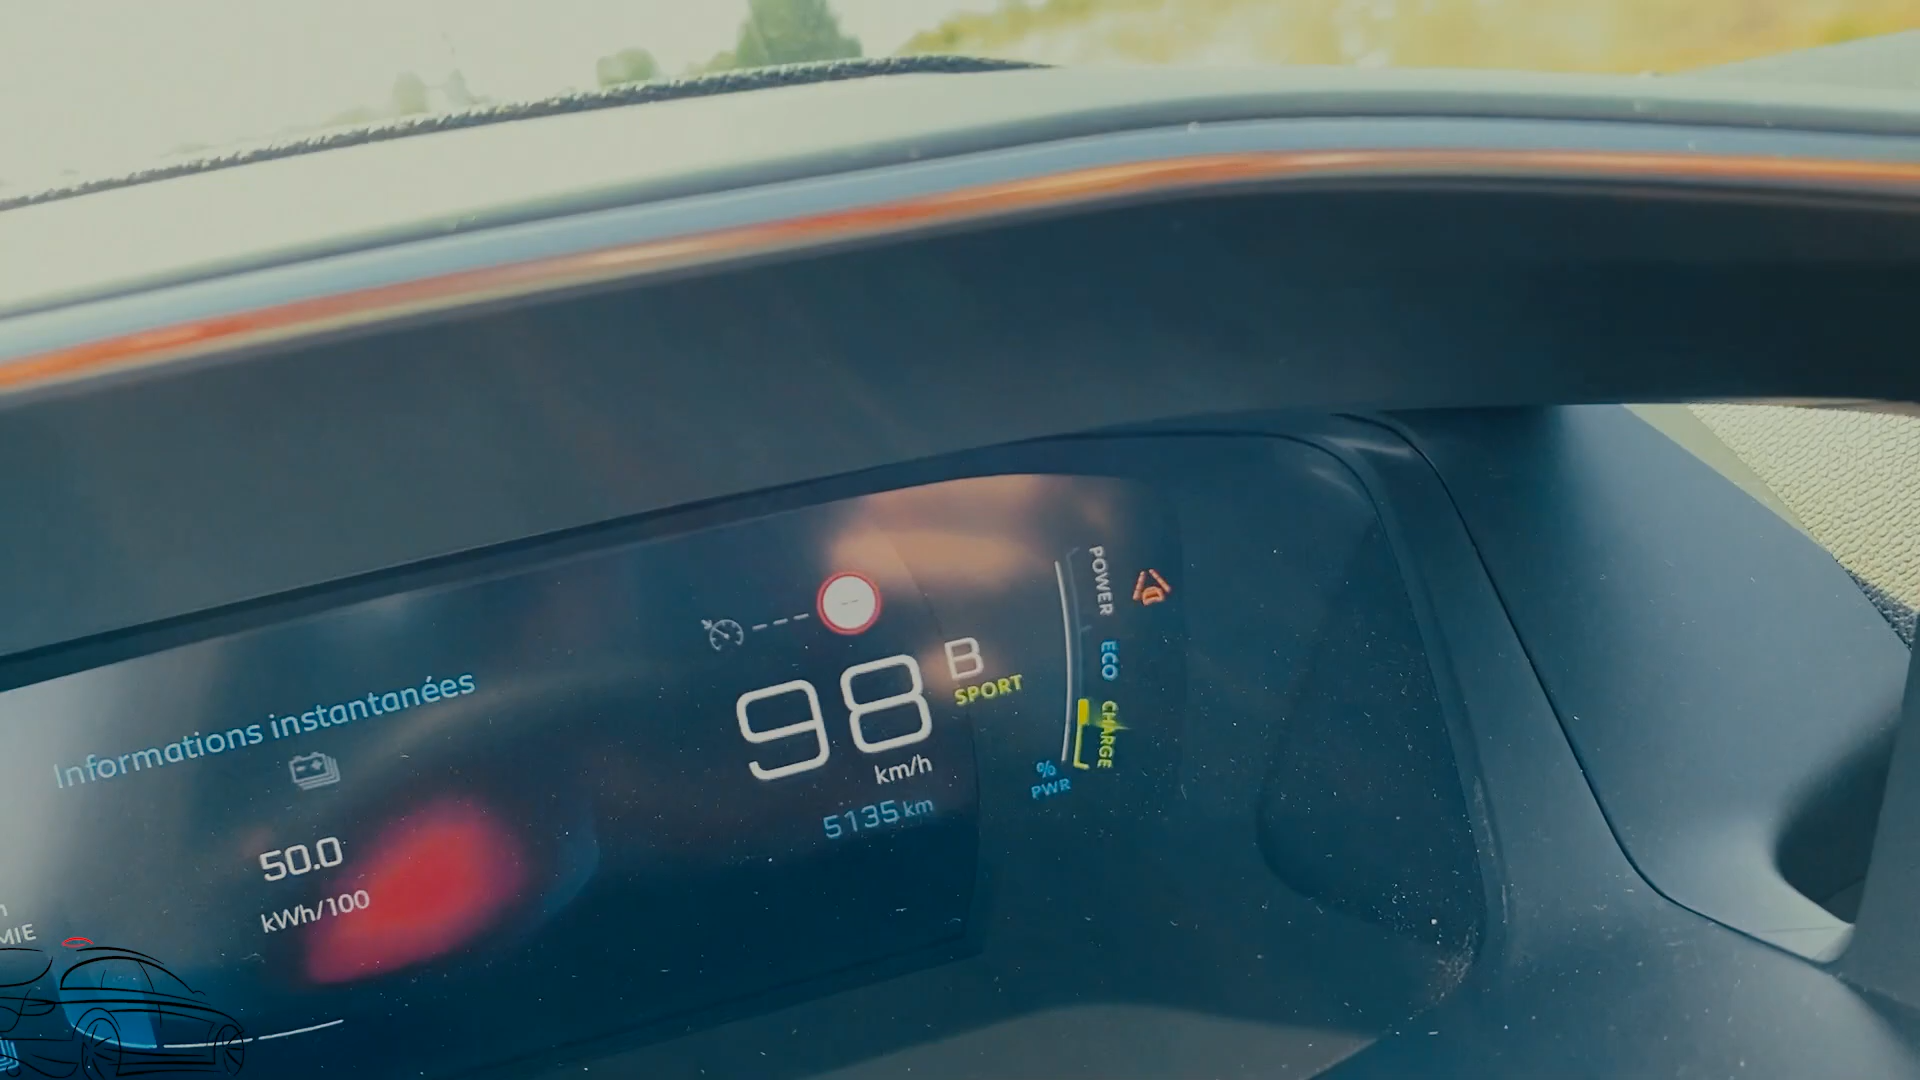 Informations instantanées
50.0
kWh/100
MIE
---
98
km/h
5135 km
B
SPORT
POWER
ECO
CHARGE
%
PWR